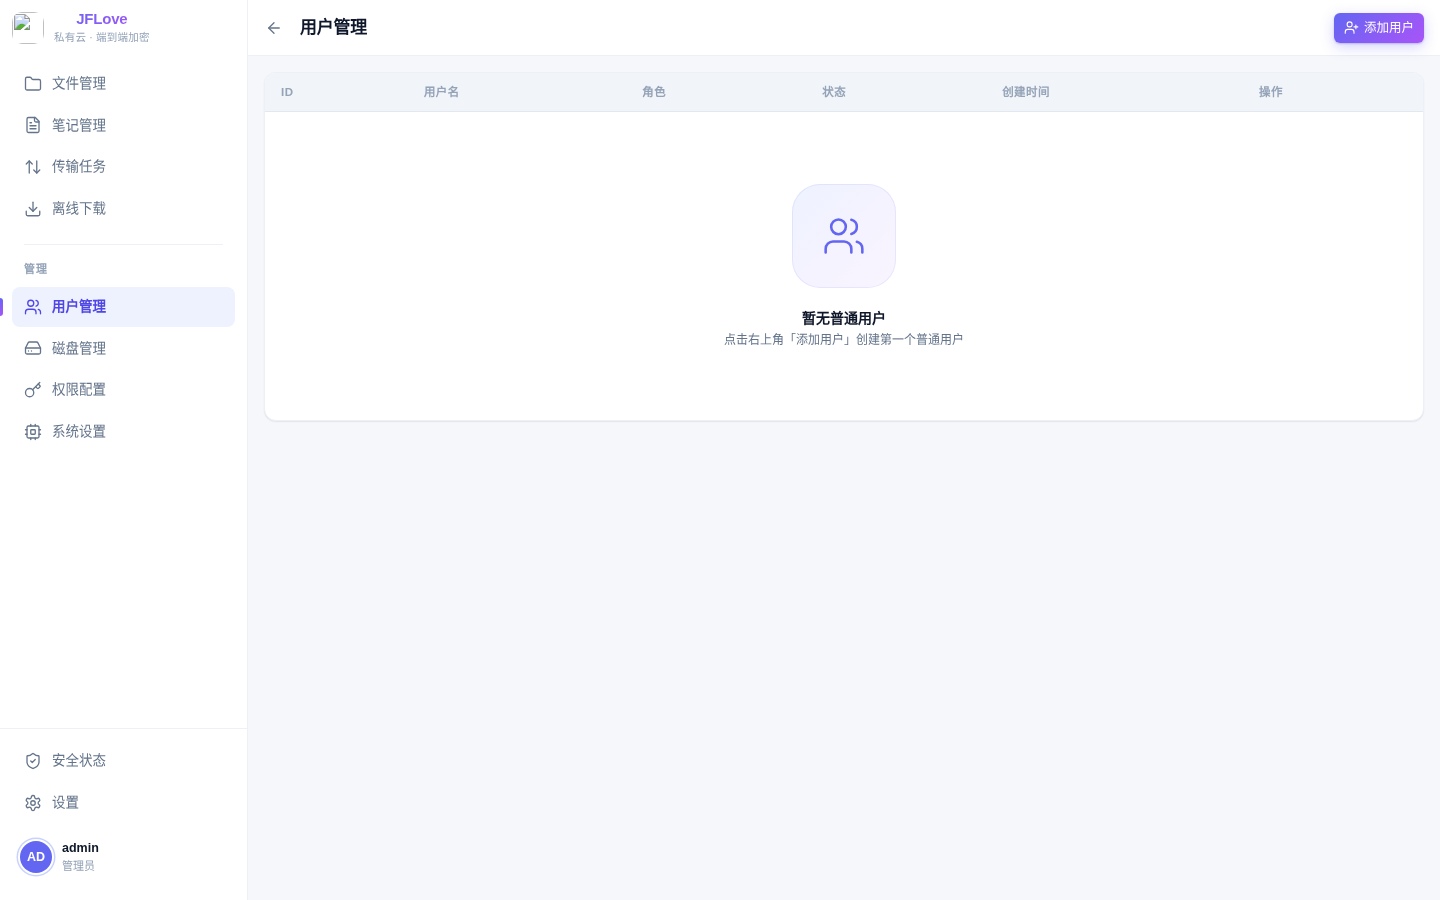 JFLove
私有云 · 端到端加密
文件管理
笔记管理
传输任务
离线下载
管理
用户管理
磁盘管理
权限配置
系统设置
安全状态
设置
AD
admin
管理员
用户管理
添加用户
ID 用户名 角色 状态 创建时间 操作
暂无普通用户
点击右上角「添加用户」创建第一个普通用户